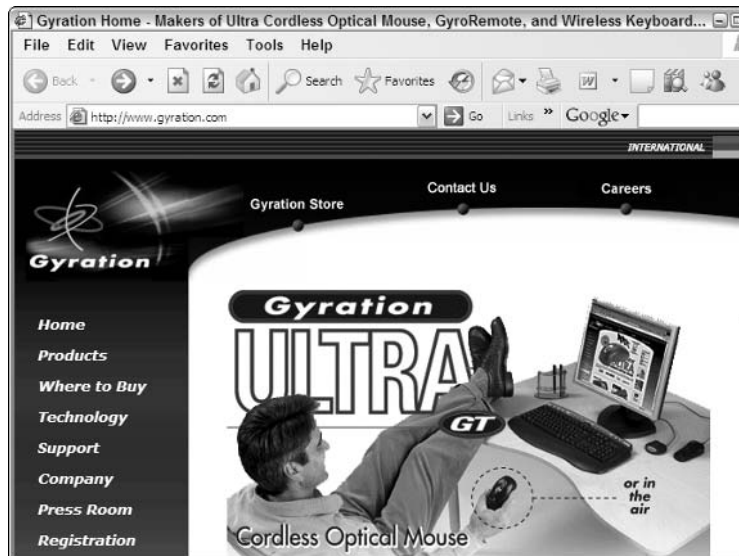 Gyration Home - Makers of Ultra Cordless Optical Mouse, GyroRemote, and Wireless Keyboard...
File Edit View Favorites Tools Help
Back Search Favorites
Address http://www.gyration.com Go Links » Google
INTERNATIONAL
Gyration Store Contact Us Careers
Gyration
Home
Products
Where to Buy
Technology
Support
Company
Press Room
Registration
Gyration
ULTRA
GT
or in
the
air
Cordless Optical Mouse